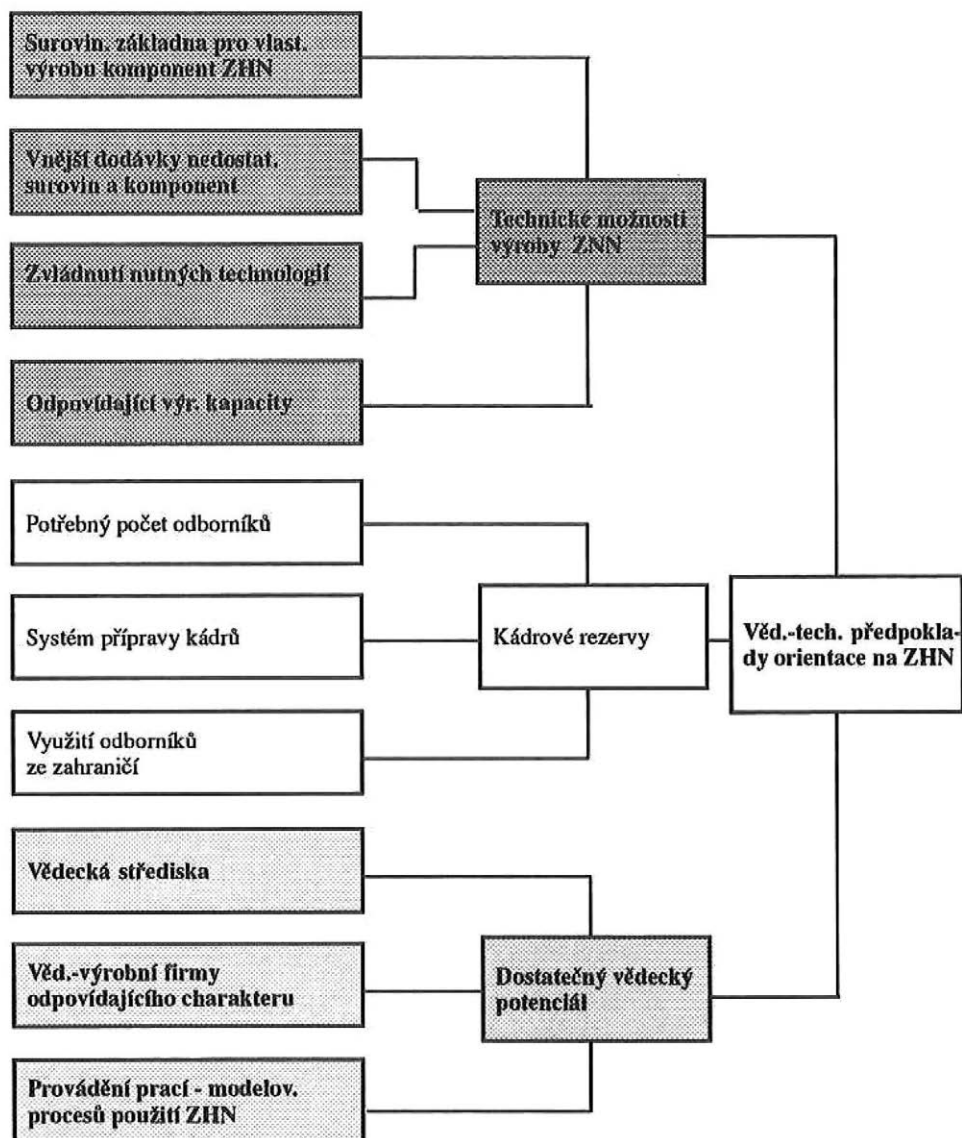 Surovin. základna pro vlast.
výrobu komponent ZHN
Vnější dodávky nedostat.
surovin a komponent
Zvládnutí nutných technologií
Odpovídající výr. kapacity
Technické možnosti
výroby ZNN
Potřebný počet odborníků
Systém přípravy kádrů
Využití odborníků
ze zahraničí
Kádrové rezervy
Věd.-tech. předpokla-
dy orientace na ZHN
Vědecká střediska
Věd.-výrobní firmy
odpovídajícího charakteru
Provádění prací - modelov.
procesů použití ZHN
Dostatečný vědecký
potenciál